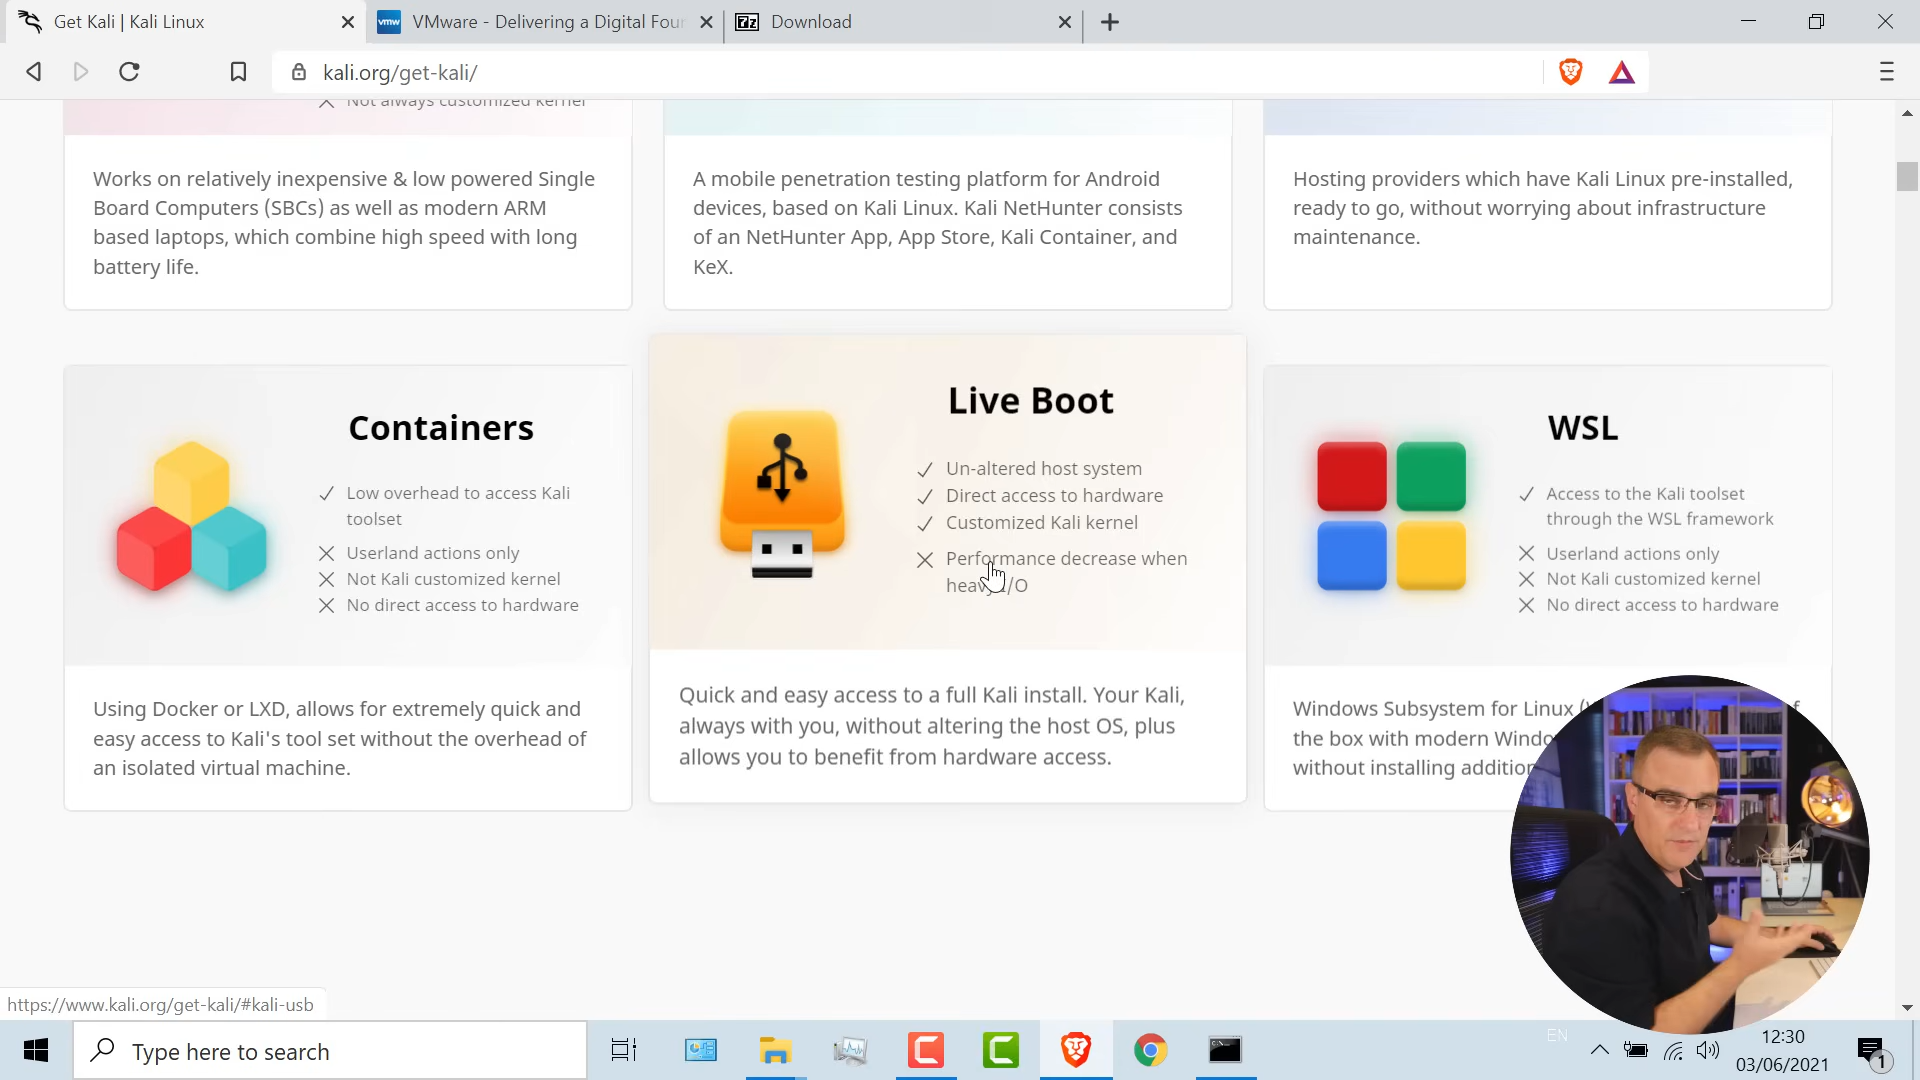 Get Kali | Kali Linux
VMware - Delivering a Digital Four
Download
kali.org/get-kali/
Not always customized kernel
Works on relatively inexpensive & low powered Single
Board Computers (SBCs) as well as modern ARM
based laptops, which combine high speed with long
battery life.
A mobile penetration testing platform for Android
devices, based on Kali Linux. Kali NetHunter consists
of an NetHunter App, App Store, Kali Container, and
KeX.
Hosting providers which have Kali Linux pre-installed,
ready to go, without worrying about infrastructure
maintenance.
Containers
Low overhead to access Kali
toolset
Userland actions only
Not Kali customized kernel
No direct access to hardware
Using Docker or LXD, allows for extremely quick and
easy access to Kali's tool set without the overhead of
an isolated virtual machine.
Live Boot
Un-altered host system
Direct access to hardware
Customized Kali kernel
Performance decrease when
heavy I/O
Quick and easy access to a full Kali install. Your Kali,
always with you, without altering the host OS, plus
allows you to benefit from hardware access.
WSL
Access to the Kali toolset
through the WSL framework
Userland actions only
Not Kali customized kernel
No direct access to hardware
Windows Subsystem for Linux
the box with modern Windo
without installing addition
https://www.kali.org/get-kali/#kali-usb
Type here to search
EN
12:30
03/06/2021
1